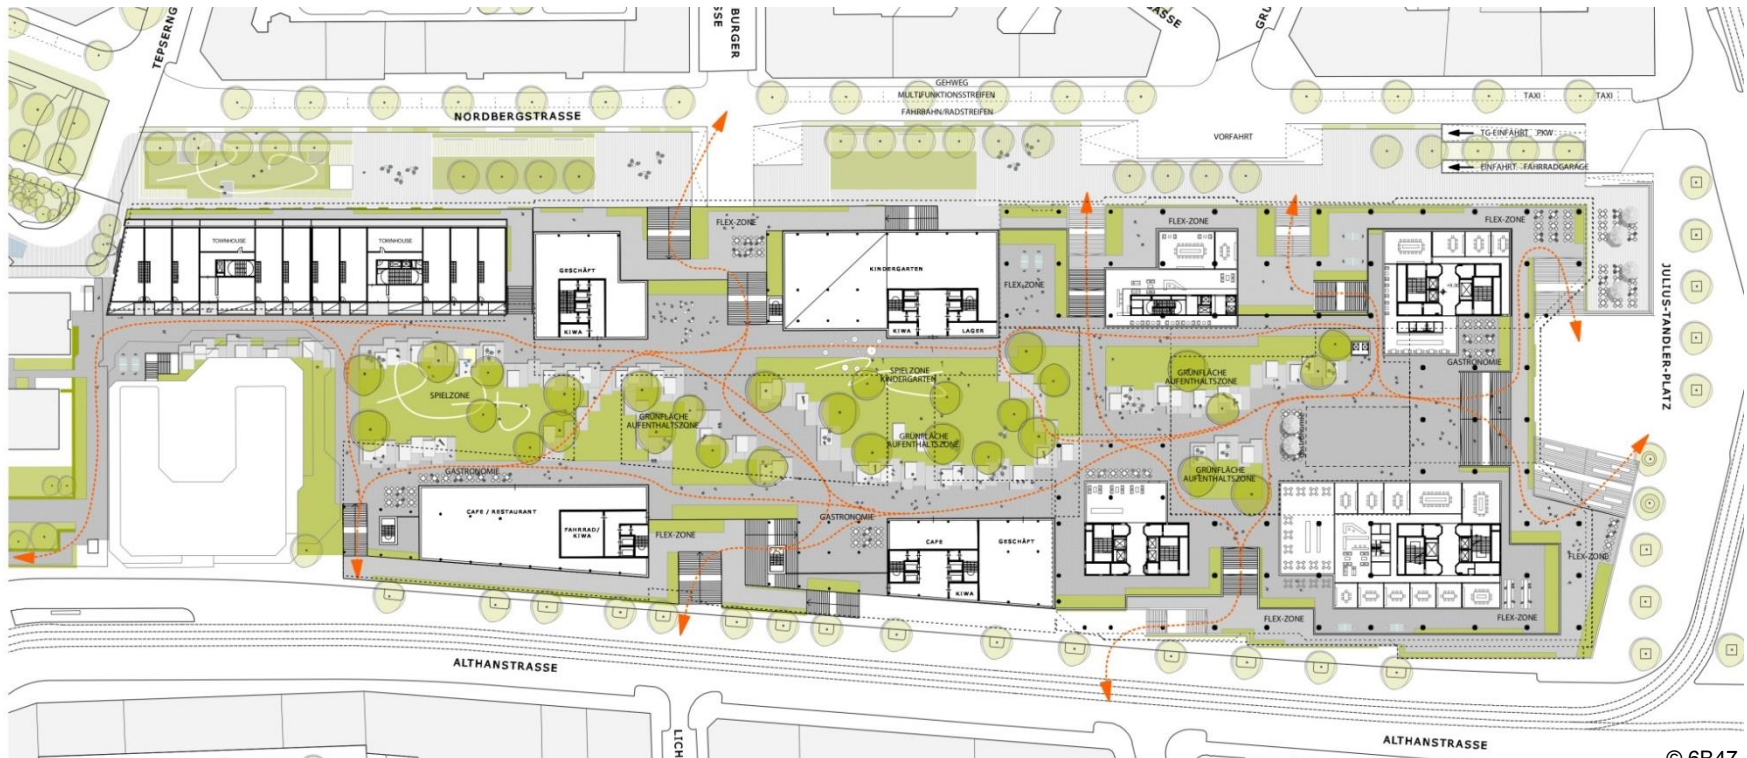 TEPSERNG
BURGER
SSE
ASSE
GRÜ
GEHWEG
MULTIFUNKTIONSSTREIFEN
FAHRBAHN/RADSTREIFEN
NORDBERGSTRASSE
TAXI
TAXI
VORFAHRT
TG-EINFAHRT PKW
EINFAHRT FAHRRADGARAGE
FLEX-ZONE
FLEX-ZONE
FLEX-ZONE
TOWNHOUSE
TOWNHOUSE
GESCHÄFT
KINDERGARTEN
FLEX-ZONE
KIWA
KIWA
LAGER
JULIUS-TANDLER-PLATZ
GASTRONOMIE
SPIELZONE
SPIELZONE
KINDERGARTEN
GRÜNFLÄCHE
AUFENTHALTSZONE
GRÜNFLÄCHE
AUFENTHALTSZONE
GRÜNFLÄCHE
AUFENTHALTSZONE
GRÜNFLÄCHE
AUFENTHALTSZONE
GASTRONOMIE
CAFE / RESTAURANT
FAHRRAD/
KIWA
FLEX-ZONE
GASTRONOMIE
CAFE
GESCHÄFT
KIWA
FLEX-ZONE
FLEX-ZONE
FLEX-ZONE
ALTHANSTRASSE
LICH
ALTHANSTRASSE
© 6B47